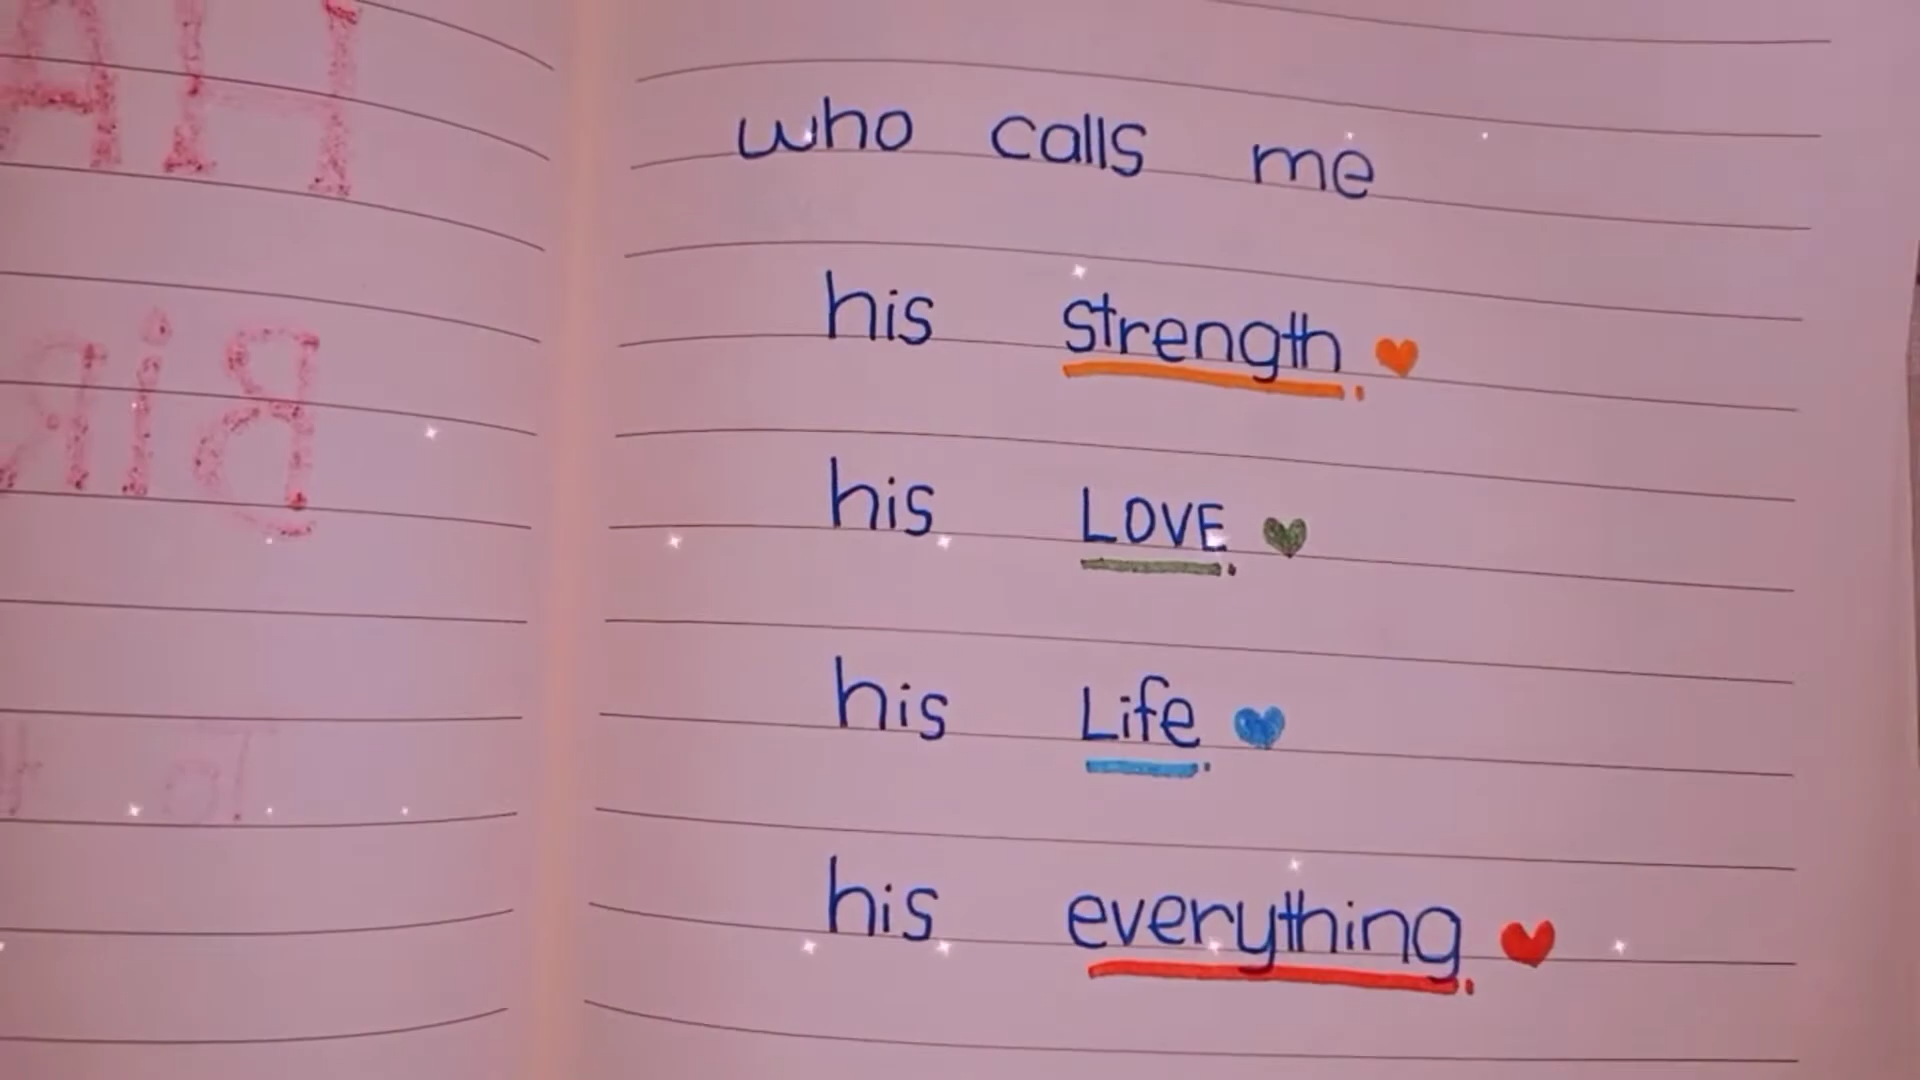 who calls me
his strength
his LOVE
his Life
his everything